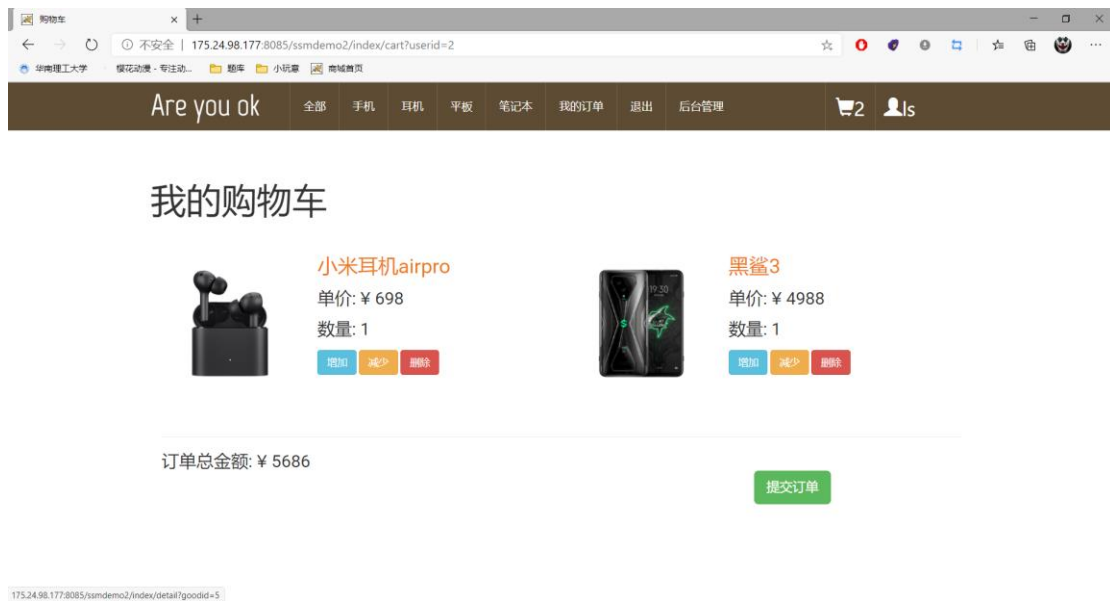 购物车
不安全 | 175.24.98.177:8085/ssmdemo2/index/cart?userid=2
华南理工大学 樱花动漫 - 专注动... 题库 小玩意 商城首页
Are you ok 全部 手机 耳机 平板 笔记本 我的订单 退出 后台管理 2 ls
我的购物车
小米耳机airpro
单价: ¥ 698
数量: 1
增加 减少 删除
19 30
黑鲨3
单价: ¥ 4988
数量: 1
增加 减少 删除
订单总金额: ¥ 5686
提交订单
175.24.98.177:8085/ssmdemo2/index/detail?goodid=5